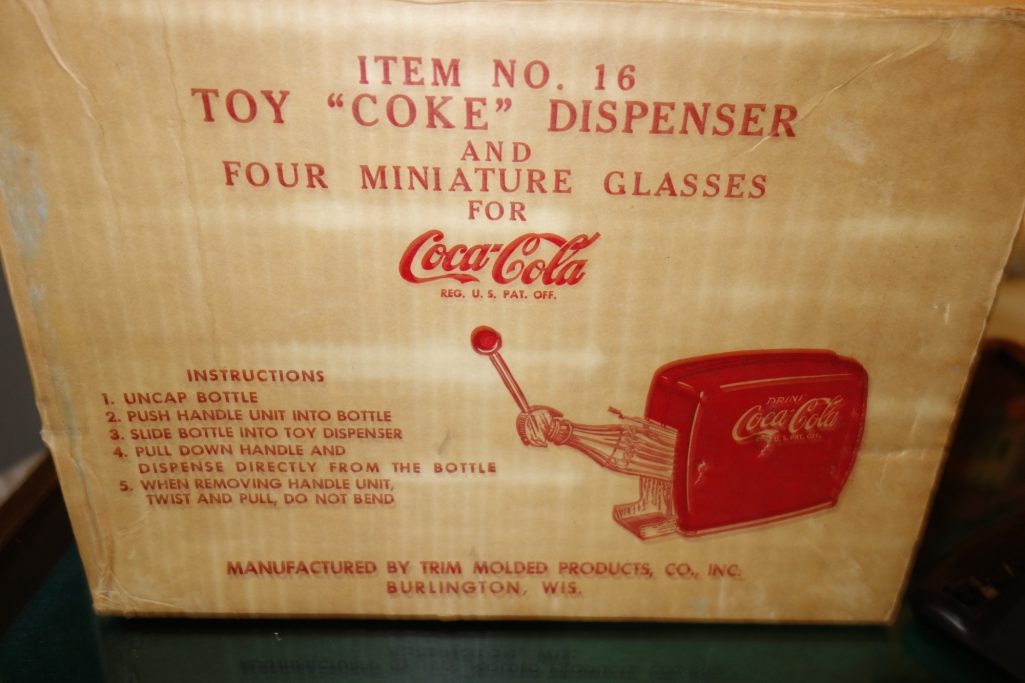 ITEM NO. 16
TOY "COKE" DISPENSER
AND
FOUR MINIATURE GLASSES
FOR
Coca-Cola
REG. U. S. PAT. OFF.
INSTRUCTIONS
1. UNCAP BOTTLE
2. PUSH HANDLE UNIT INTO BOTTLE
3. SLIDE BOTTLE INTO TOY DISPENSER
4. PULL DOWN HANDLE AND
DISPENSE DIRECTLY FROM THE BOTTLE
5. WHEN REMOVING HANDLE UNIT,
TWIST AND PULL, DO NOT BEND
DRINK
Coca-Cola
REG. U.S. PAT. OFF.
MANUFACTURED BY TRIM MOLDED PRODUCTS, CO., INC.
BURLINGTON, WIS.